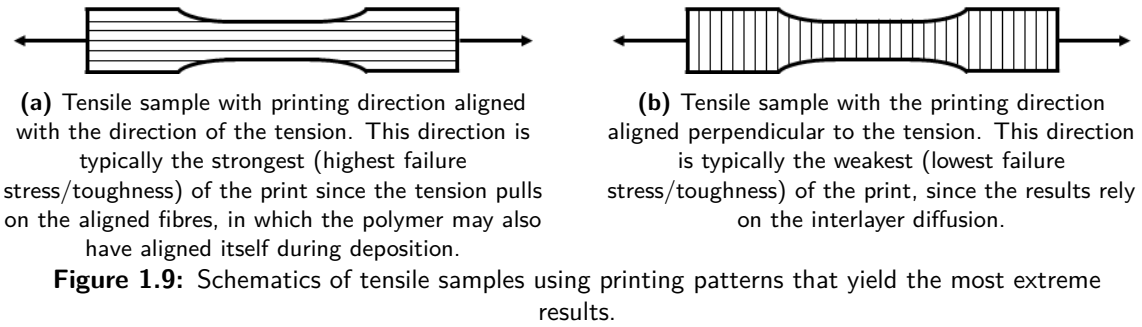 (a) Tensile sample with printing direction aligned
with the direction of the tension. This direction is
typically the strongest (highest failure
stress/toughness) of the print since the tension pulls
on the aligned fibres, in which the polymer may also
have aligned itself during deposition.
(b) Tensile sample with the printing direction
aligned perpendicular to the tension. This direction
is typically the weakest (lowest failure
stress/toughness) of the print, since the results rely
on the interlayer diffusion.
Figure 1.9: Schematics of tensile samples using printing patterns that yield the most extreme
results.